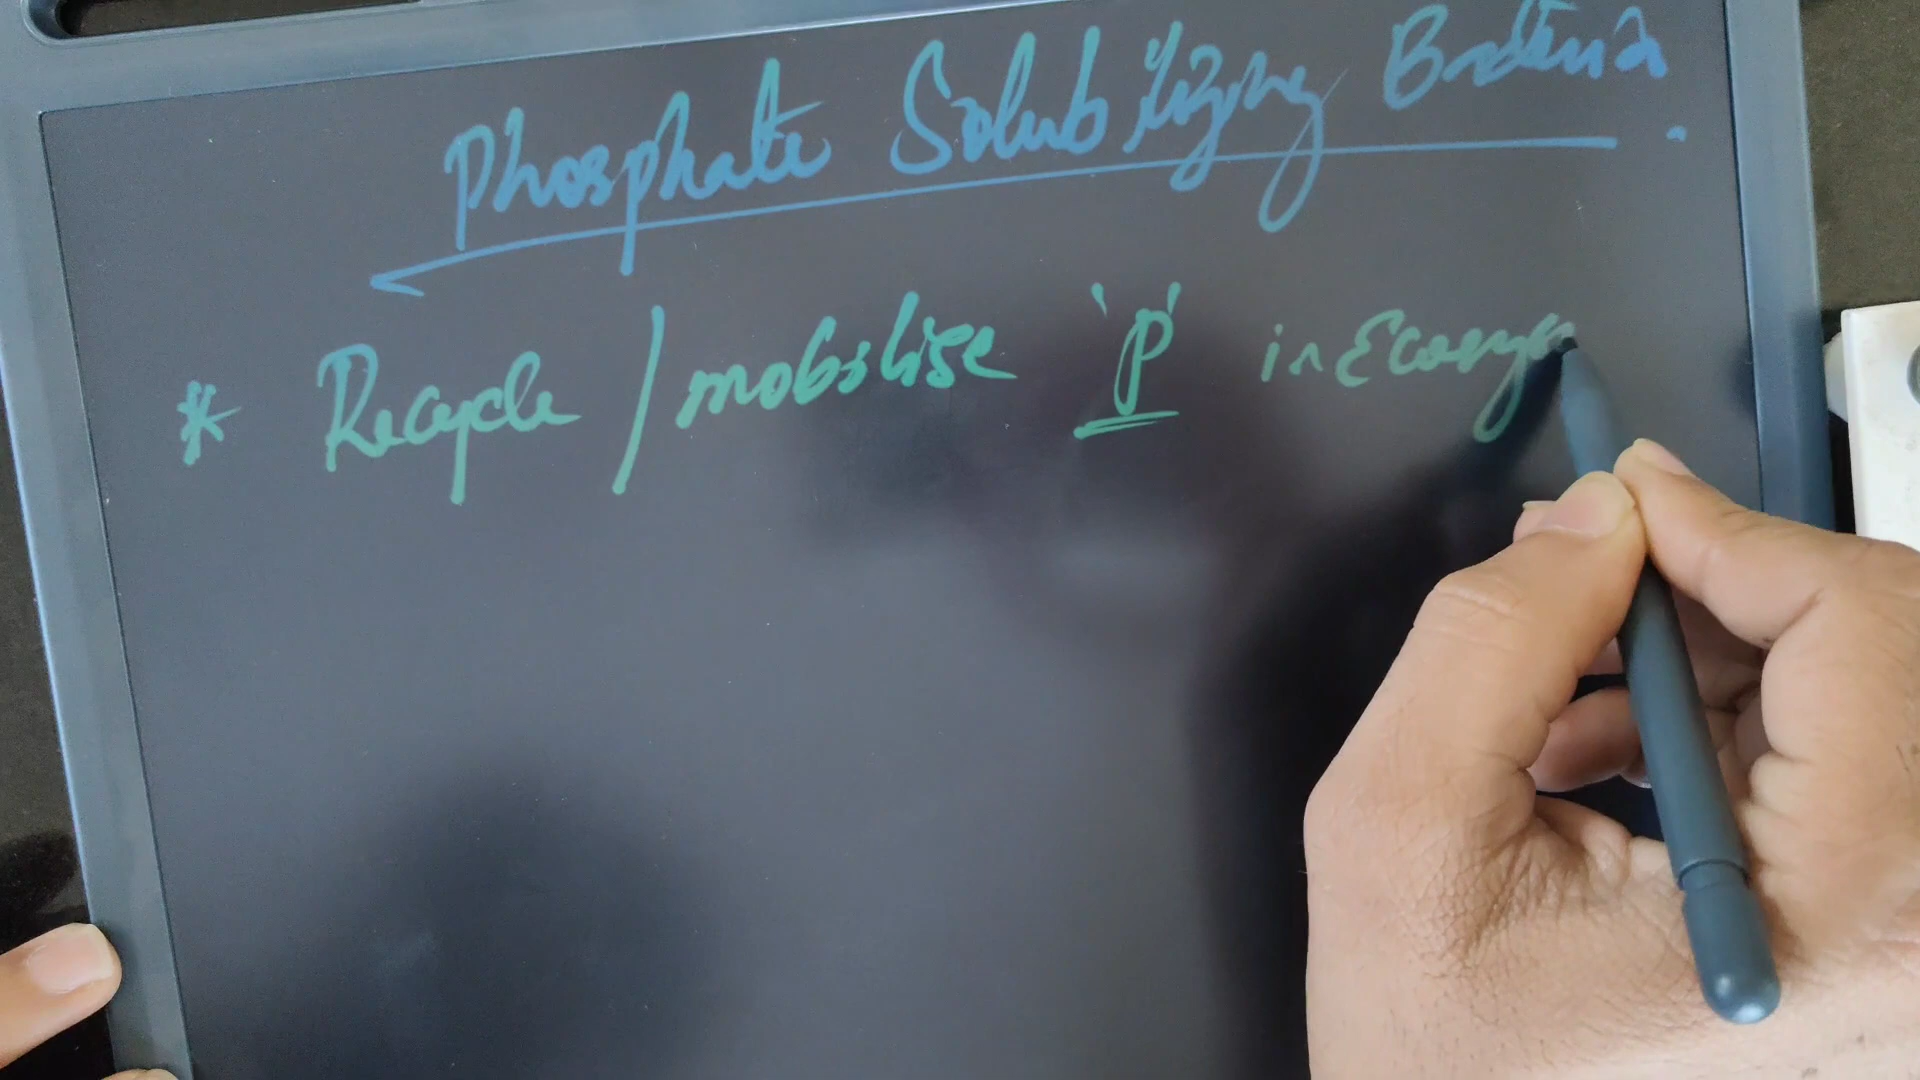 Phosphate Solubilizing Bacteria.
* Recycle / mobilise 'P' in Ecosys